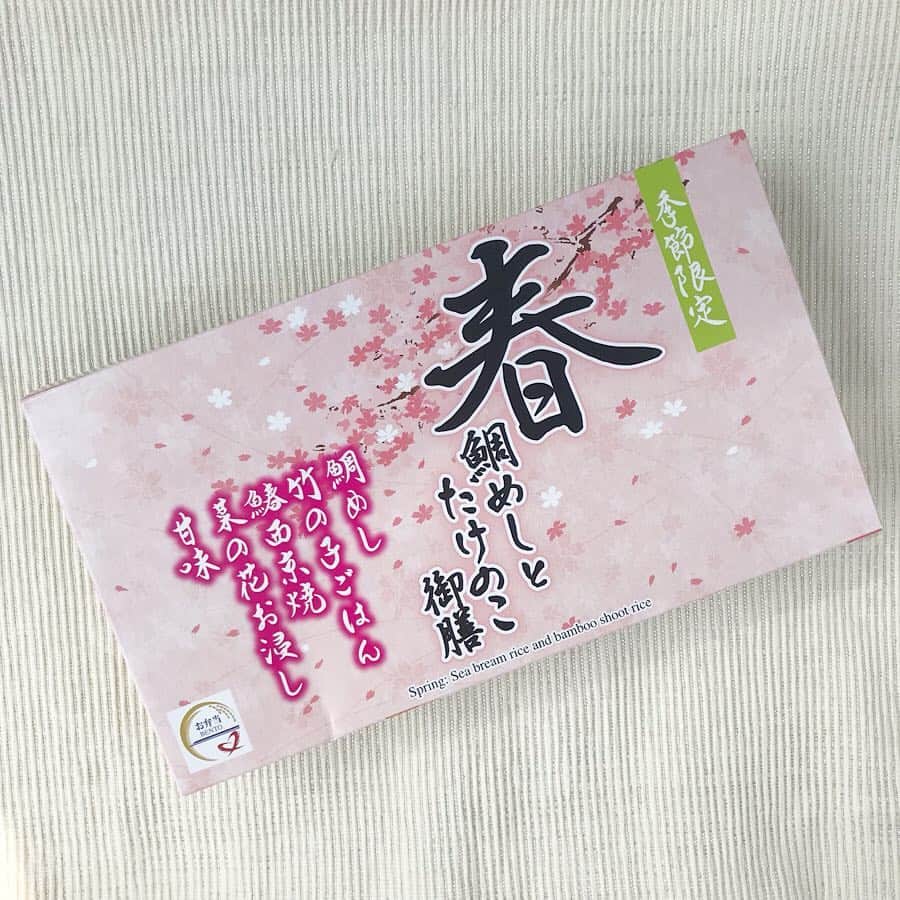 季節限定
春
鯛めしと
たけのこ
御膳
Spring: Sea bream rice and bamboo shoot rice
鯛めし
竹の子ごはん
鰆西京焼
菜の花お浸し
甘味
お弁当
BENTO